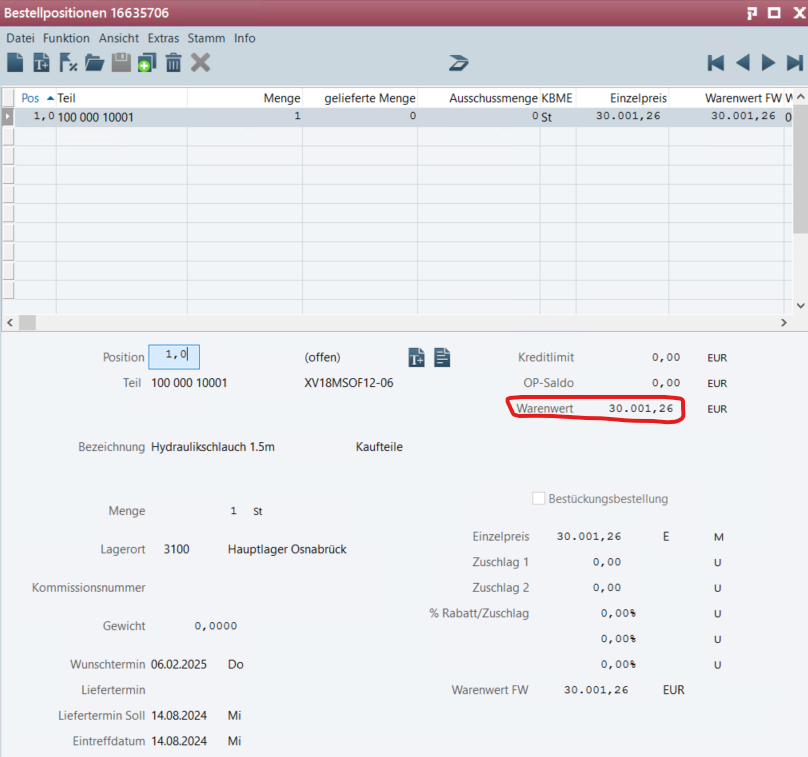 Bestellpositionen 16635706
Datei Funktion Ansicht Extras Stamm Info
Pos Teil Menge gelieferte Menge Ausschussmenge KBME Einzelpreis Warenwert FW W
1,0 100 000 10001 1 0 0 St 30.001,26 30.001,26 0
Position 1,0 (offen) Kreditlimit 0,00 EUR
Teil 100 000 10001 XV18MSOF12-06 OP-Saldo 0,00 EUR
Warenwert 30.001,26 EUR
Bezeichnung Hydraulikschlauch 1.5m Kaufteile
Bestückungsbestellung
Menge 1 St
Einzelpreis 30.001,26 E M
Lagerort 3100 Hauptlager Osnabrück
Zuschlag 1 0,00 U
Kommissionsnummer
Zuschlag 2 0,00 U
% Rabatt/Zuschlag 0,00% U
Gewicht 0,0000
0,00% U
Wunschtermin 06.02.2025 Do
0,00% U
Liefertermin
Warenwert FW 30.001,26 EUR
Liefertermin Soll 14.08.2024 Mi
Eintreffdatum 14.08.2024 Mi